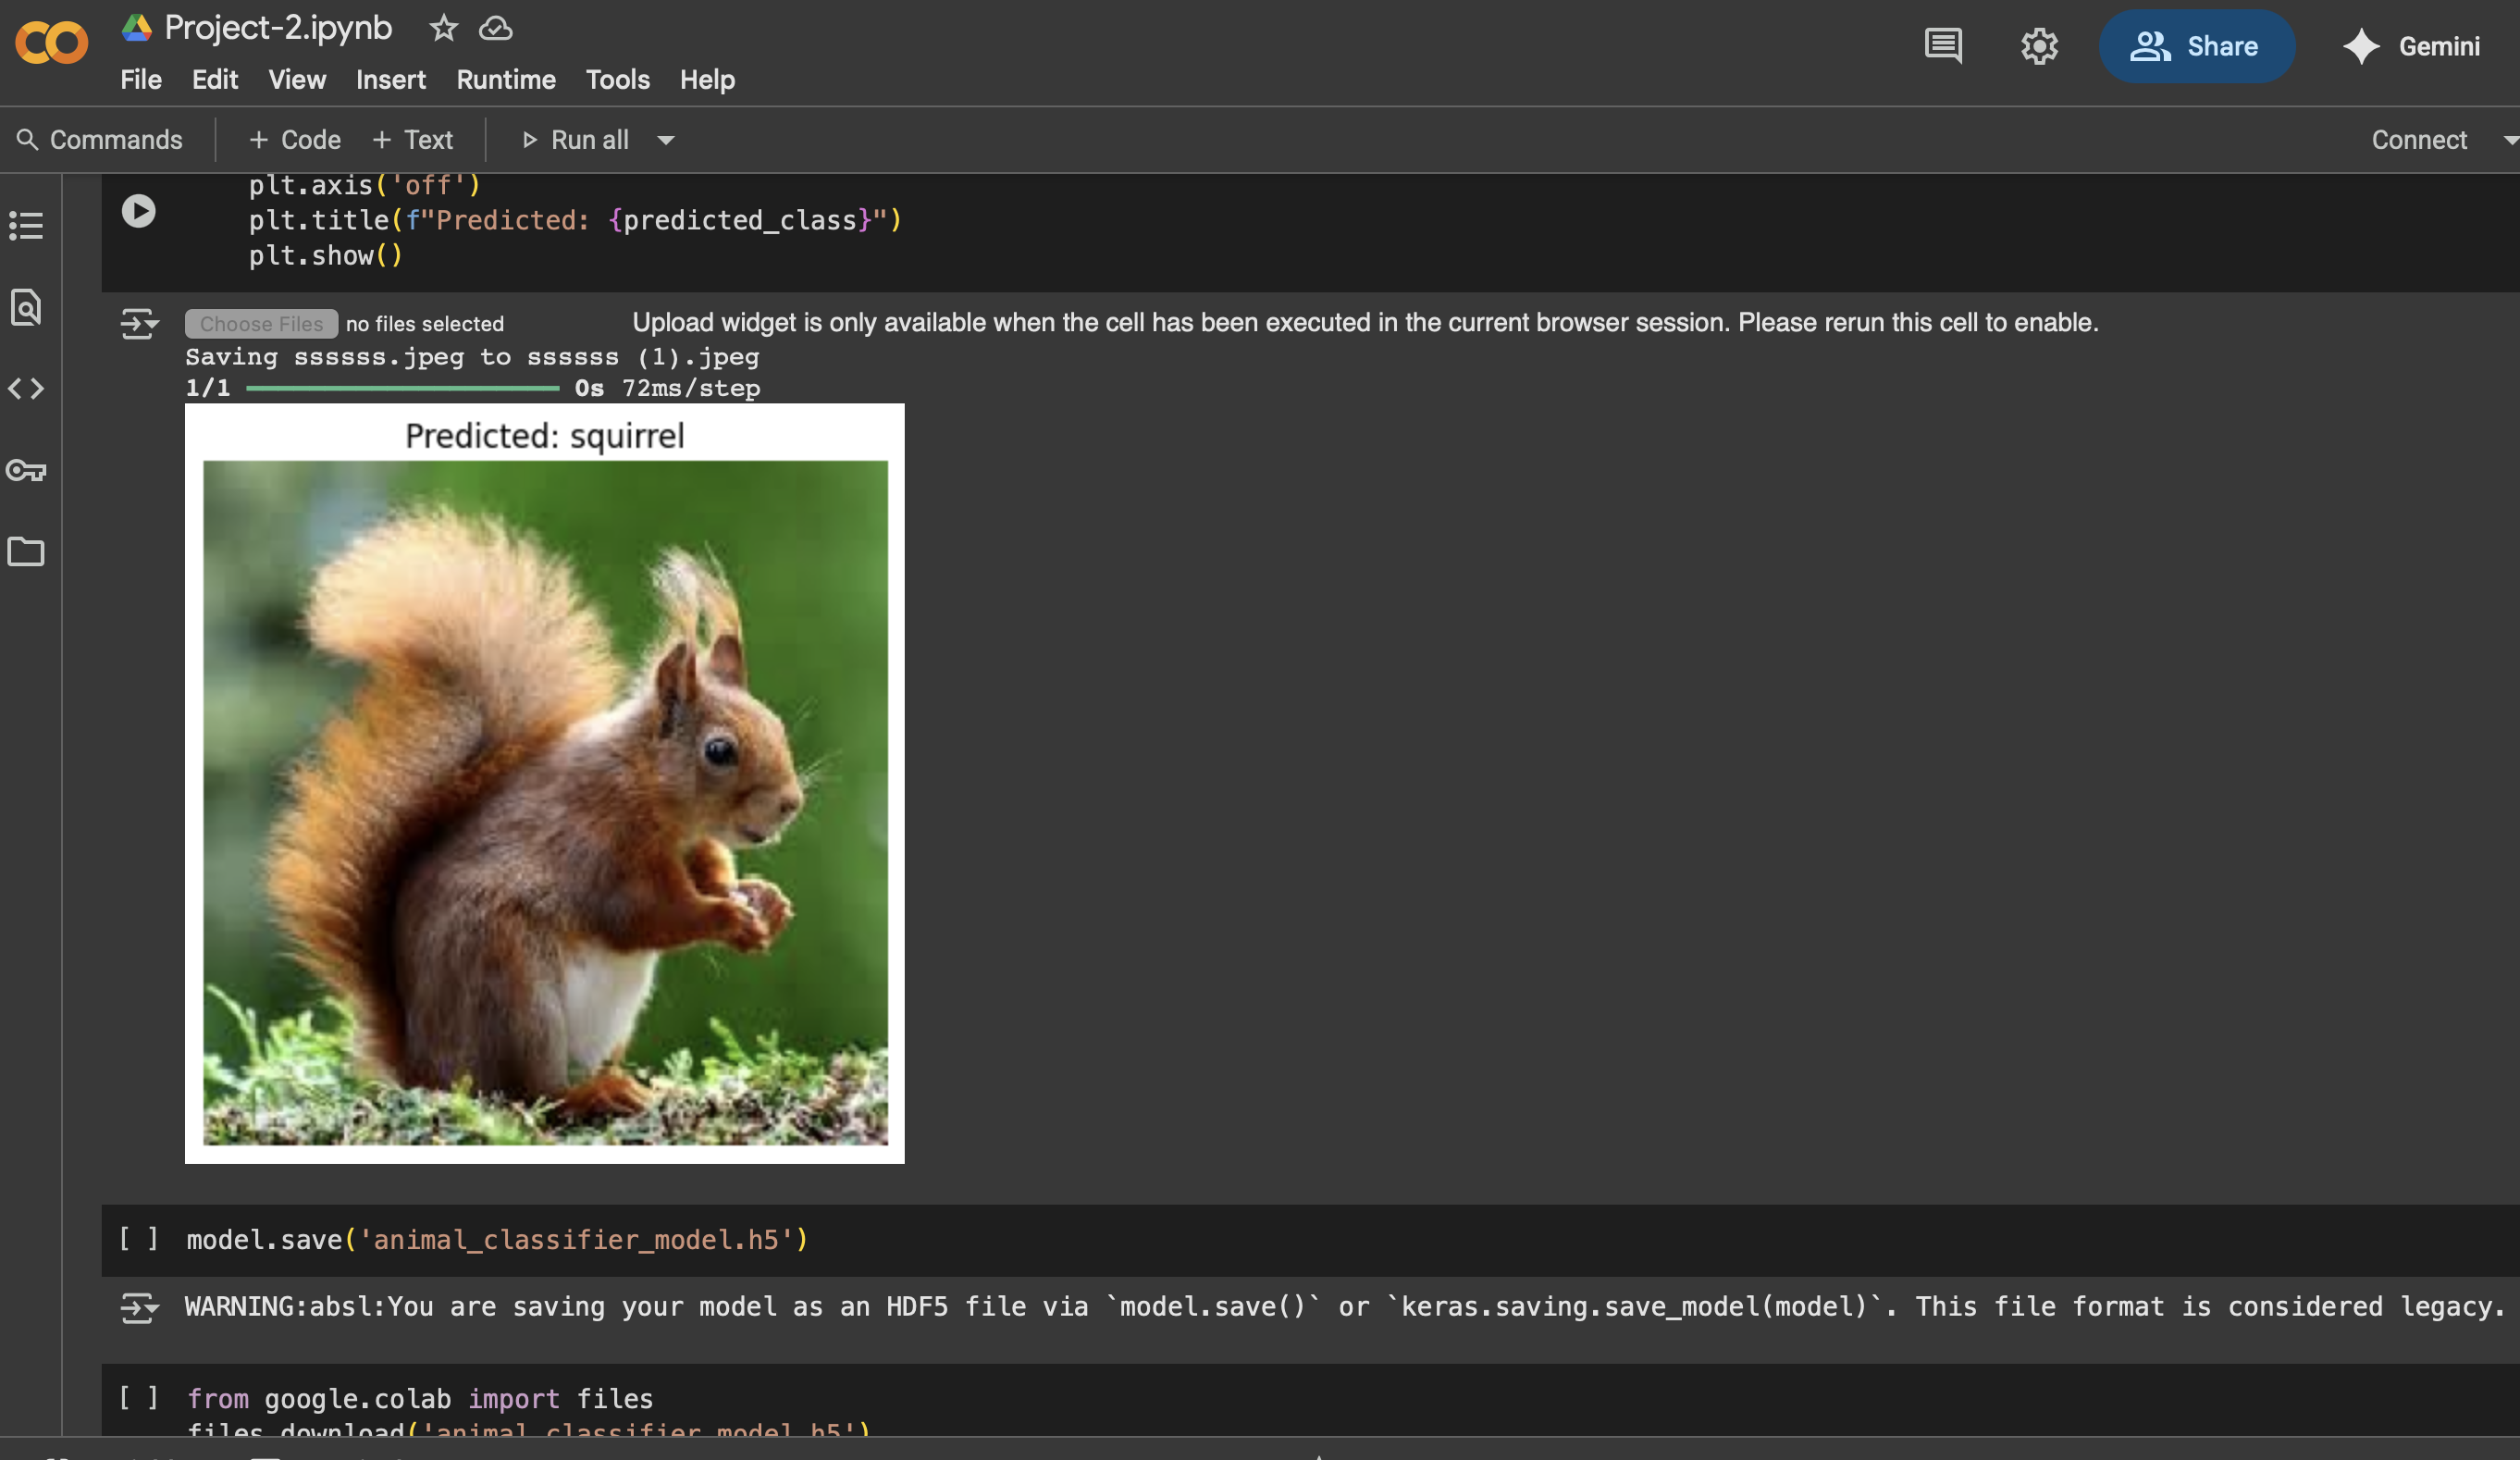 Project-2.ipynb
File Edit View Insert Runtime Tools Help
Share
Gemini
Commands + Code + Text Run all
Connect
plt.axis('off')
plt.title(f"Predicted: {predicted_class}")
plt.show()
Choose Files no files selected Upload widget is only available when the cell has been executed in the current browser session. Please rerun this cell to enable.
Saving ssssss.jpeg to ssssss (1).jpeg
1/1 0s 72ms/step
Predicted: squirrel
[ ] model.save('animal_classifier_model.h5')
WARNING:absl:You are saving your model as an HDF5 file via `model.save()` or `keras.saving.save_model(model)`. This file format is considered legacy.
[ ] from google.colab import files
files.download('animal_classifier_model.h5')